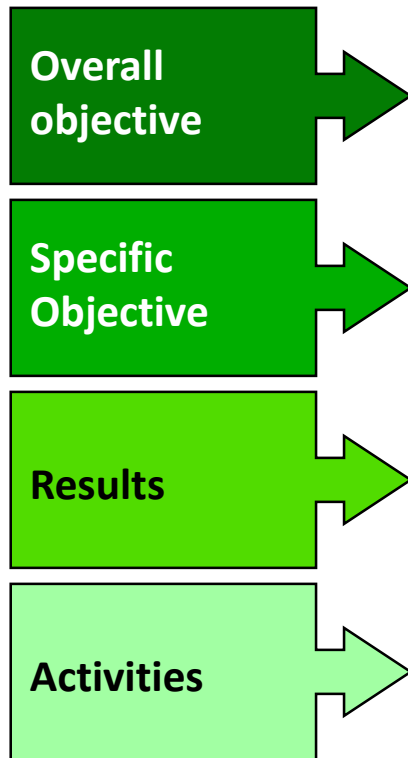 Overall
objective
Specific
Objective
Results
Activities